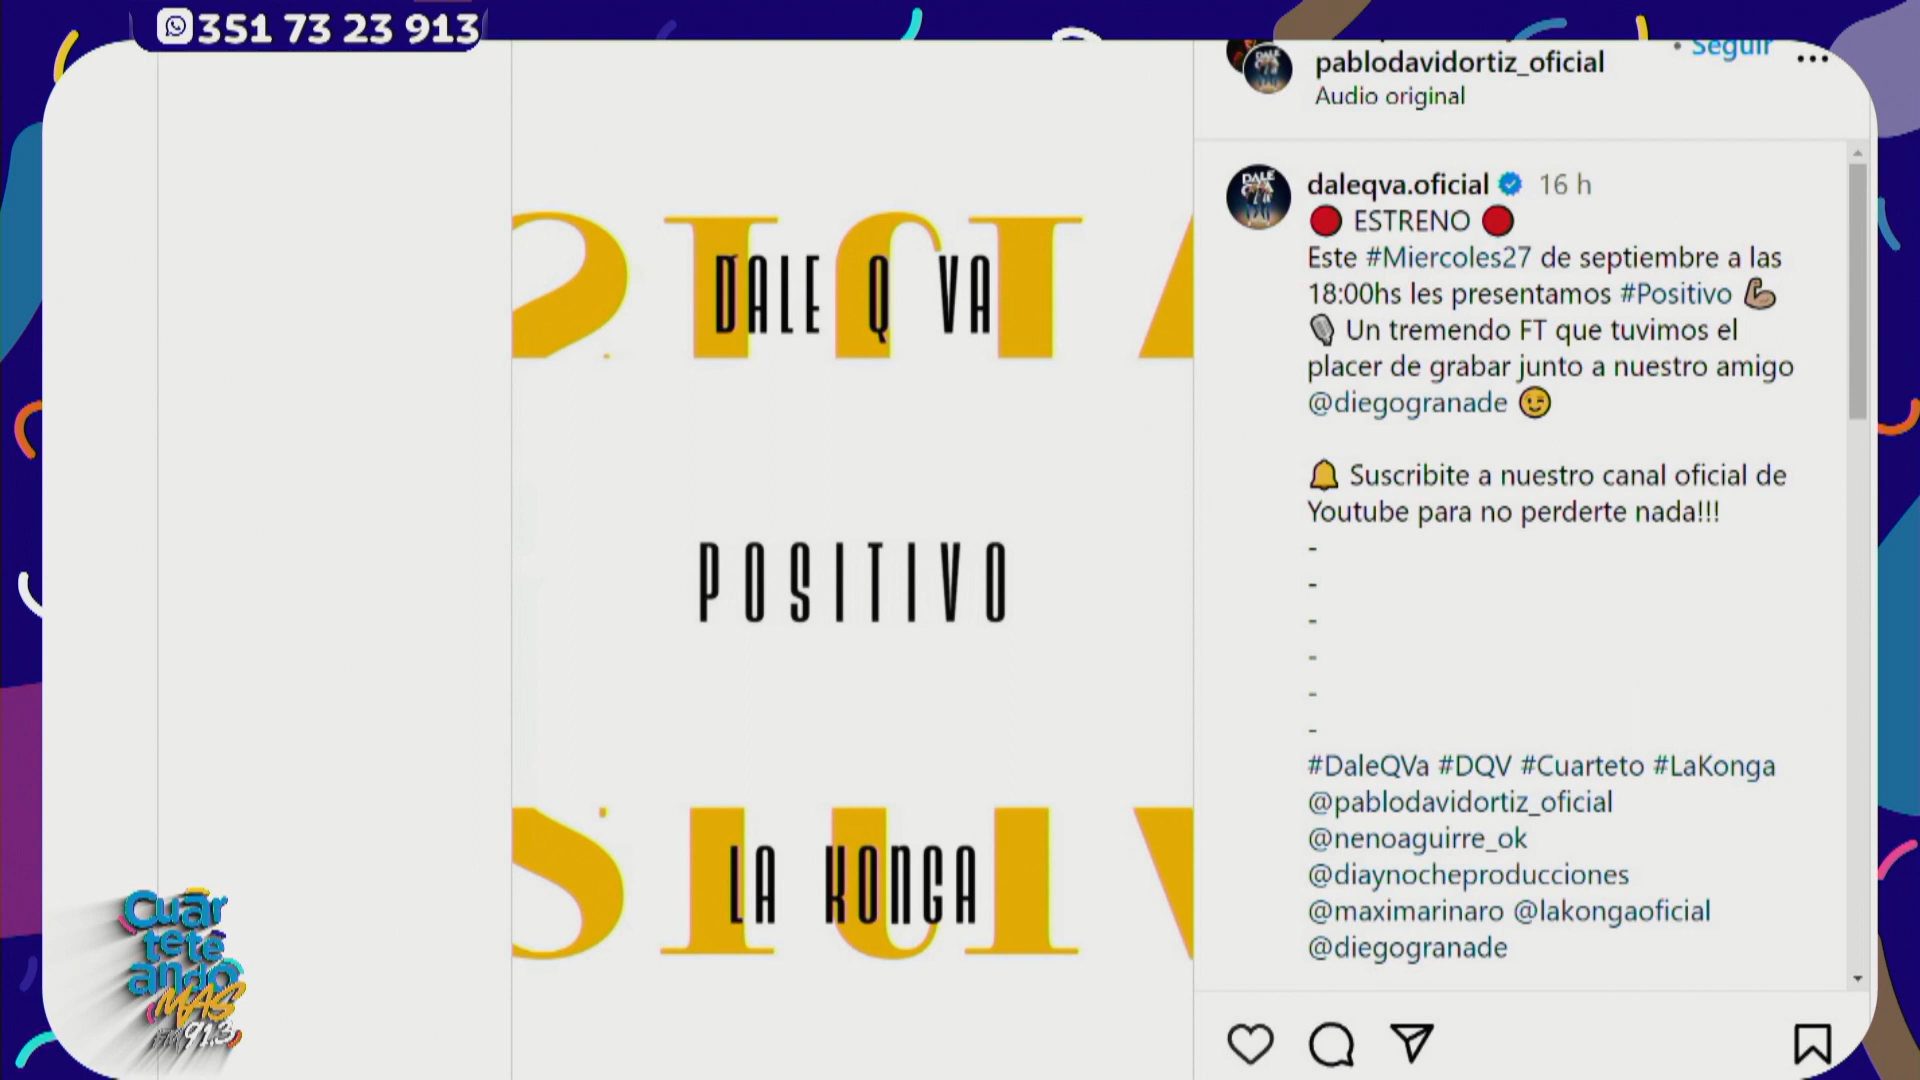 351 73 23 913
pablodavidortiz_oficial
• Seguir
Audio original
daleqva.oficial 16 h
🔴 ESTRENO 🔴
Este #Miercoles27 de septiembre a las
18:00hs les presentamos #Positivo 💪🏽
🎙 Un tremendo FT que tuvimos el
placer de grabar junto a nuestro amigo
@diegogranade 😉
🔔 Suscribite a nuestro canal oficial de
Youtube para no perderte nada!!!
-
-
-
-
-
-
#DaleQVa #DQV #Cuarteto #LaKonga
@pablodavidortiz_oficial
@nenoaguirre_ok
@diaynocheproducciones
@maximarinaro @lakongaoficial
@diegogranade
DALE Q VA
POSITIVO
LA KONGA
Cuar
tete
ando
MAS
FM 91.3